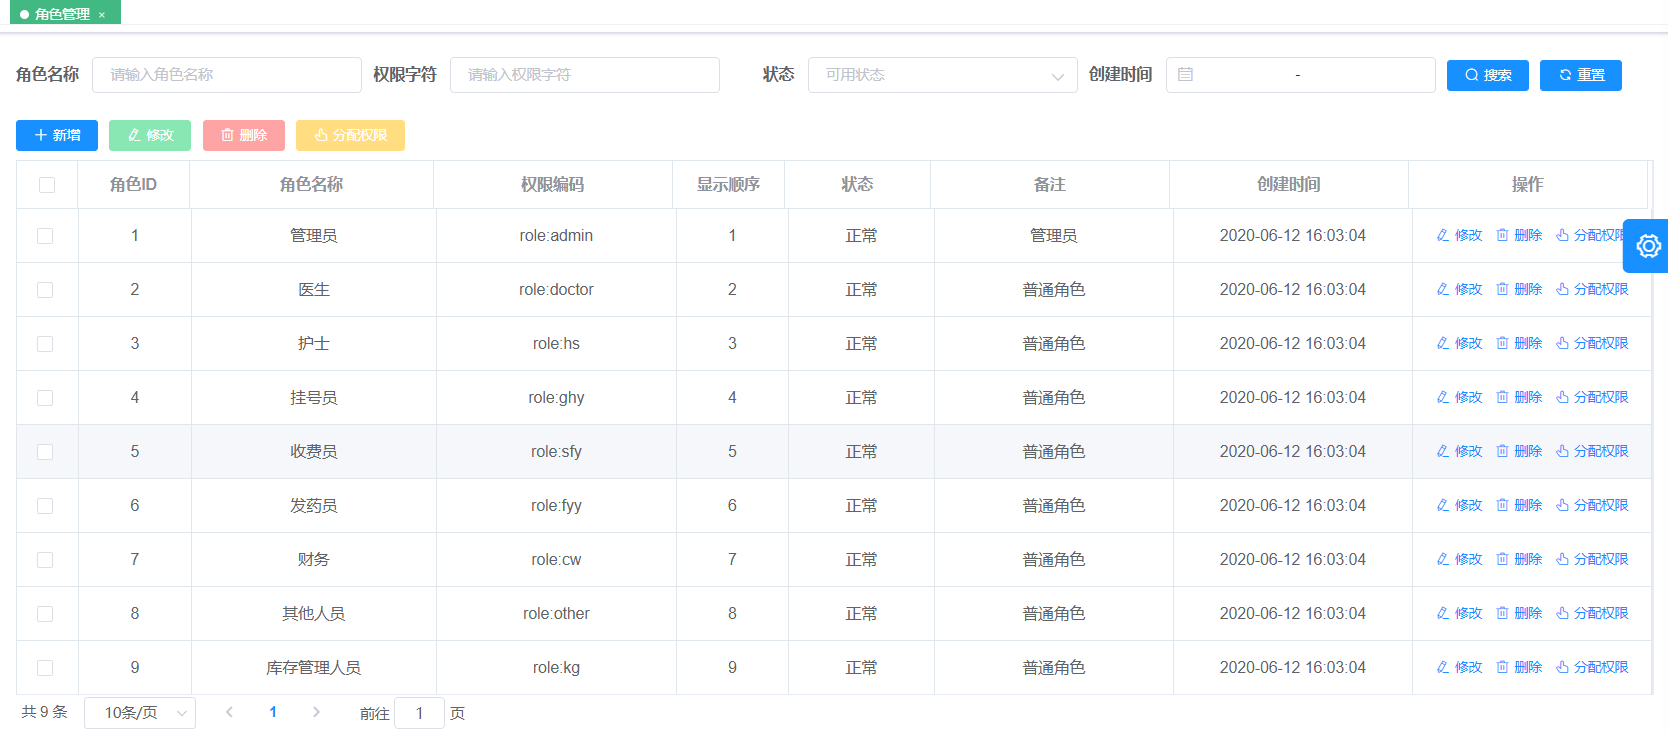 角色管理 ×
角色名称 请输入角色名称 权限字符 请输入权限字符 状态 可用状态 创建时间 - 搜索 重置
新增 修改 删除 分配权限
角色ID 角色名称 权限编码 显示顺序 状态 备注 创建时间 操作
1 管理员 role:admin 1 正常 管理员 2020-06-12 16:03:04 修改 删除 分配权限
2 医生 role:doctor 2 正常 普通角色 2020-06-12 16:03:04 修改 删除 分配权限
3 护士 role:hs 3 正常 普通角色 2020-06-12 16:03:04 修改 删除 分配权限
4 挂号员 role:ghy 4 正常 普通角色 2020-06-12 16:03:04 修改 删除 分配权限
5 收费员 role:sfy 5 正常 普通角色 2020-06-12 16:03:04 修改 删除 分配权限
6 发药员 role:fyy 6 正常 普通角色 2020-06-12 16:03:04 修改 删除 分配权限
7 财务 role:cw 7 正常 普通角色 2020-06-12 16:03:04 修改 删除 分配权限
8 其他人员 role:other 8 正常 普通角色 2020-06-12 16:03:04 修改 删除 分配权限
9 库存管理人员 role:kg 9 正常 普通角色 2020-06-12 16:03:04 修改 删除 分配权限
共 9 条 10条/页 1 前往 1 页